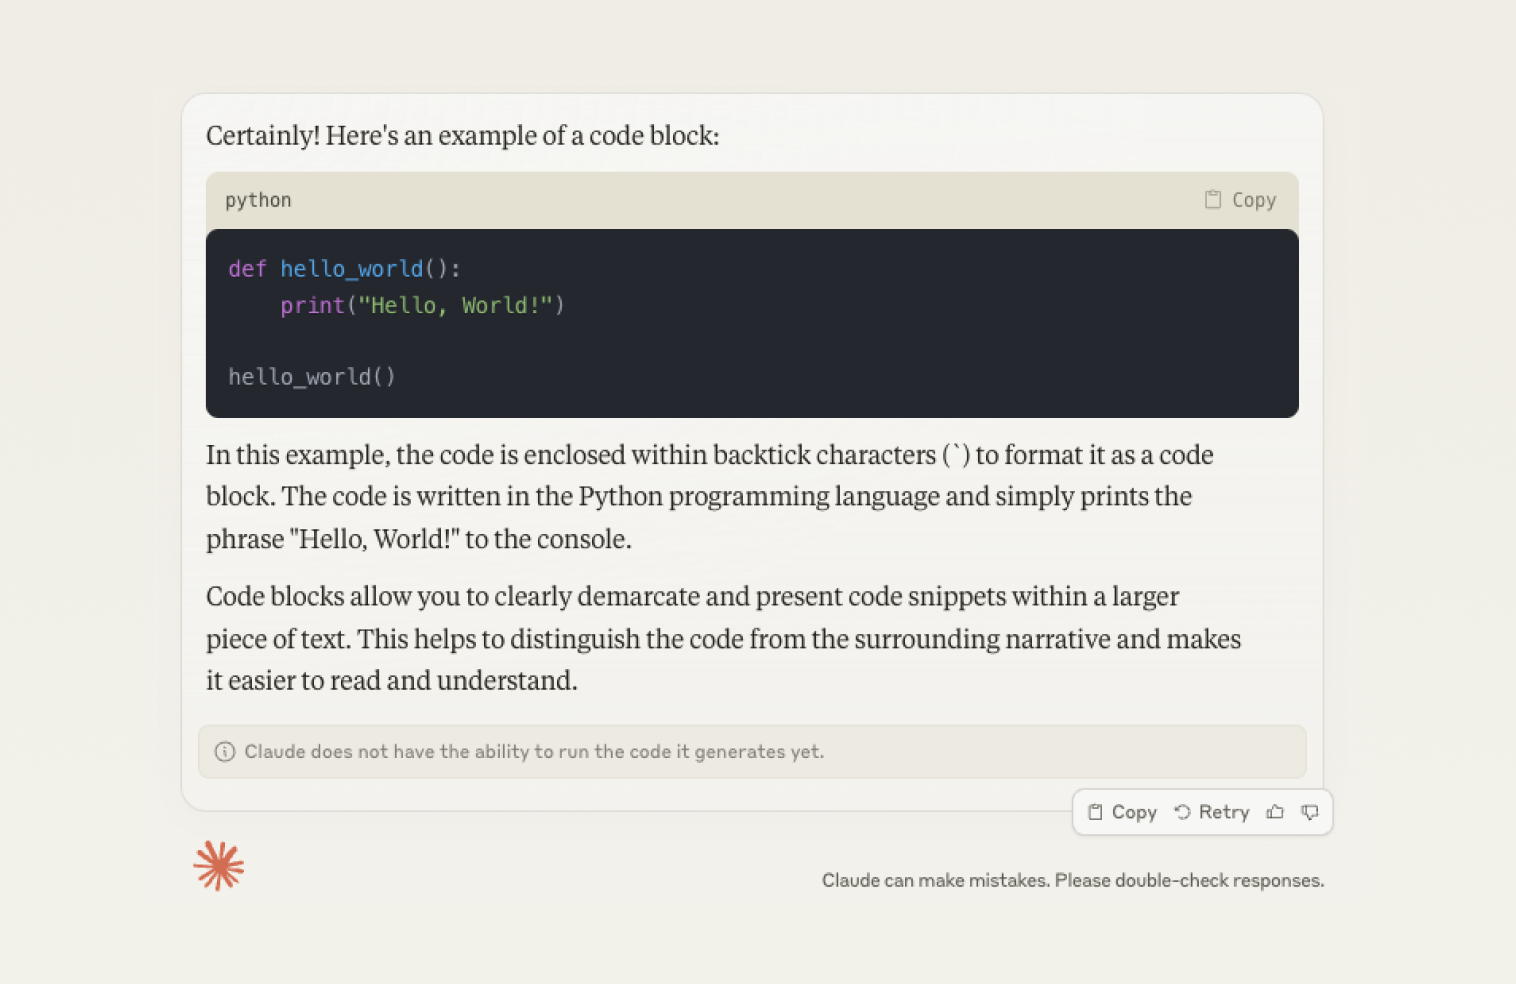 Certainly! Here's an example of a code block:
python
Copy
def hello_world():
    print("Hello, World!")
hello_world()
In this example, the code is enclosed within backtick characters (`) to format it as a code
block. The code is written in the Python programming language and simply prints the
phrase "Hello, World!" to the console.
Code blocks allow you to clearly demarcate and present code snippets within a larger
piece of text. This helps to distinguish the code from the surrounding narrative and makes
it easier to read and understand.
Claude does not have the ability to run the code it generates yet.
Copy Retry
Claude can make mistakes. Please double-check responses.